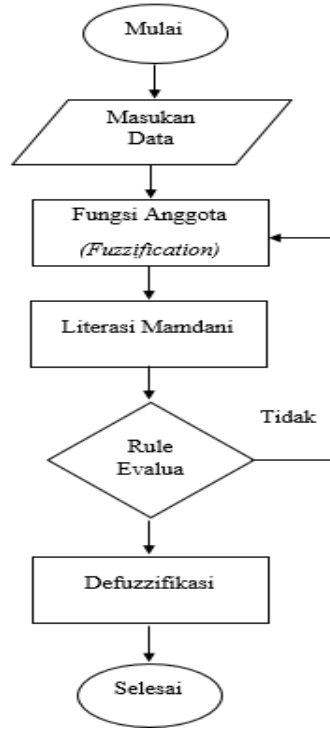 Mulai
Masukan
Data
Fungsi Anggota
(Fuzzification)
Literasi Mamdani
Tidak
Rule
Evalua
Defuzzifikasi
Selesai